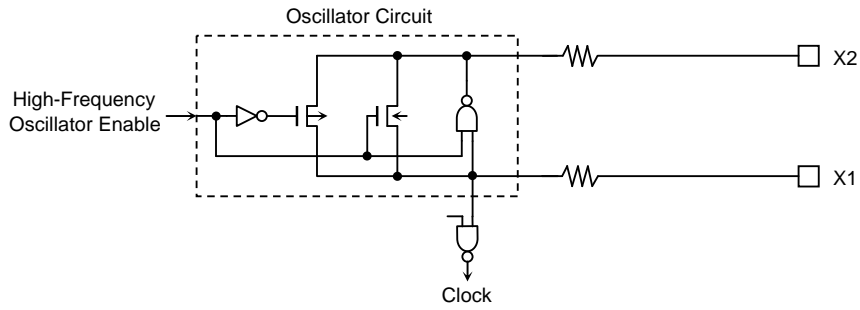 Oscillator Circuit
X2
High-Frequency
Oscillator Enable
X1
Clock